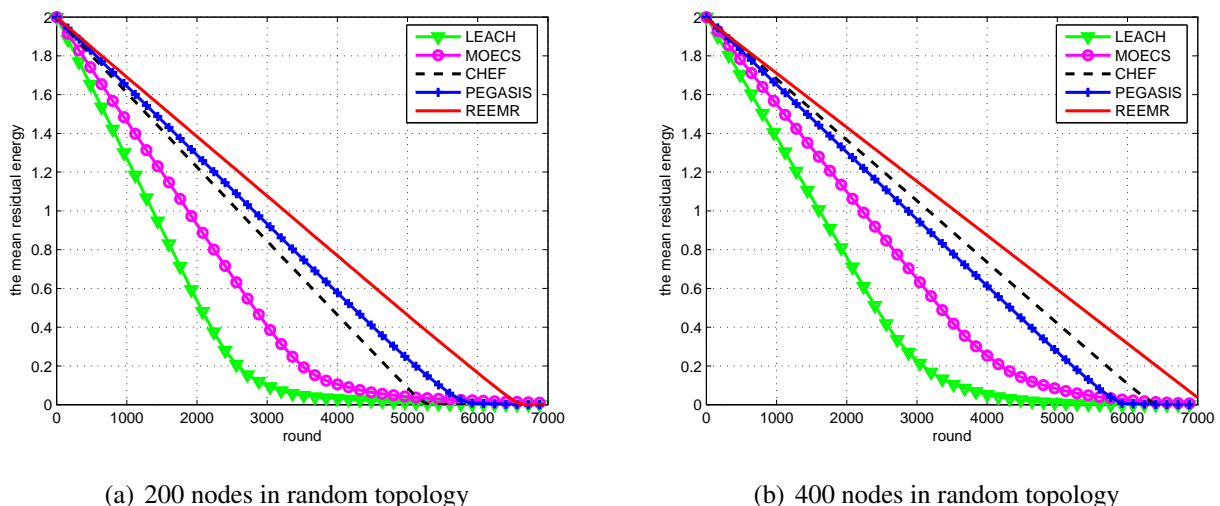 2
1.8
1.6
1.4
1.2
1
0.8
0.6
0.4
0.2
0
the mean residual energy
LEACH
MOECS
CHEF
PEGASIS
REEMR
0 1000 2000 3000 4000 5000 6000 7000
round
(a) 200 nodes in random topology
2
1.8
1.6
1.4
1.2
1
0.8
0.6
0.4
0.2
0
the mean residual energy
LEACH
MOECS
CHEF
PEGASIS
REEMR
0 1000 2000 3000 4000 5000 6000 7000
round
(b) 400 nodes in random topology